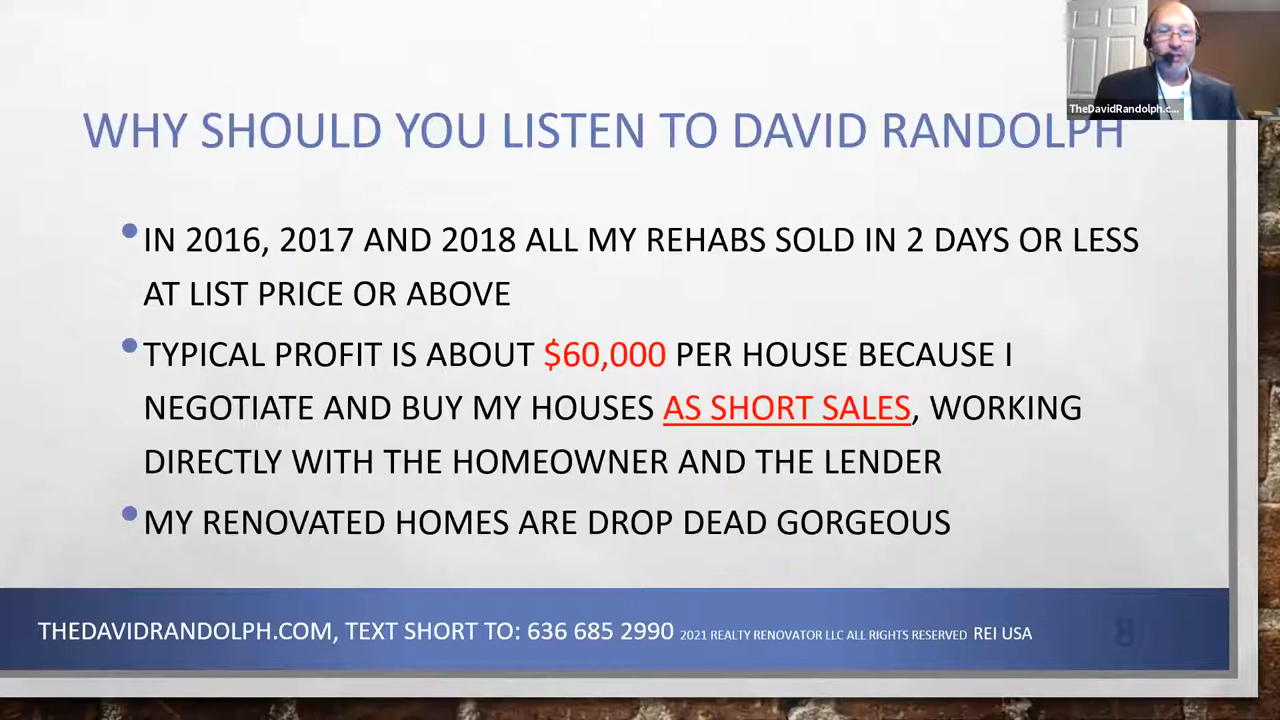 TheDavidRandolph.c...
WHY SHOULD YOU LISTEN TO DAVID RANDOLPH
•IN 2016, 2017 AND 2018 ALL MY REHABS SOLD IN 2 DAYS OR LESS
AT LIST PRICE OR ABOVE
•TYPICAL PROFIT IS ABOUT $60,000 PER HOUSE BECAUSE I
NEGOTIATE AND BUY MY HOUSES AS SHORT SALES, WORKING
DIRECTLY WITH THE HOMEOWNER AND THE LENDER
•MY RENOVATED HOMES ARE DROP DEAD GORGEOUS
THEDAVIDRANDOLPH.COM, TEXT SHORT TO: 636 685 2990 2021 REALTY RENOVATOR LLC ALL RIGHTS RESERVED REI USA 8